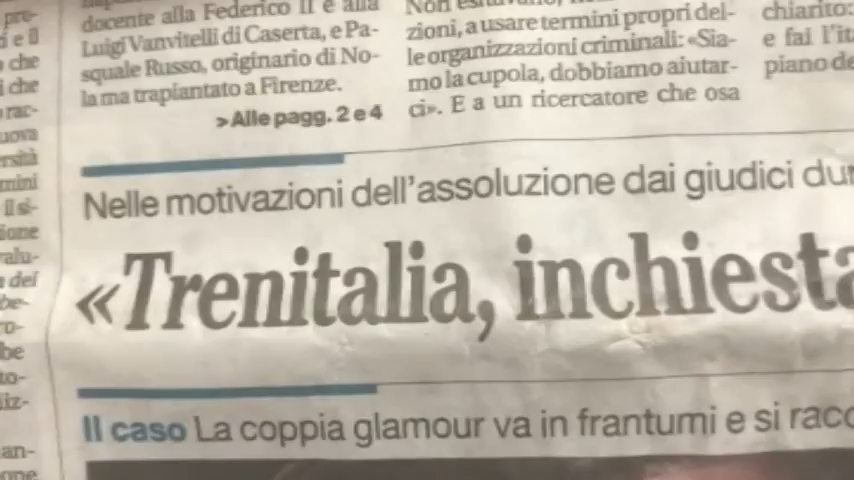 docente alla Federico II e alla
Luigi Vanvitelli di Caserta, e Pa-
squale Russo, originario di No-
la ma trapiantato a Firenze.
>Alle pagg. 2 e 4
zioni, a usare termini propri del-
le organizzazioni criminali: «Sia-
mo la cupola, dobbiamo aiutar-
ci». E a un ricercatore che osa
chiarito:
e fai l'it
piano de
Nelle motivazioni dell'assoluzione dai giudici dur
«Trenitalia, inchiesta
Il caso La coppia glamour va in frantumi e si racc